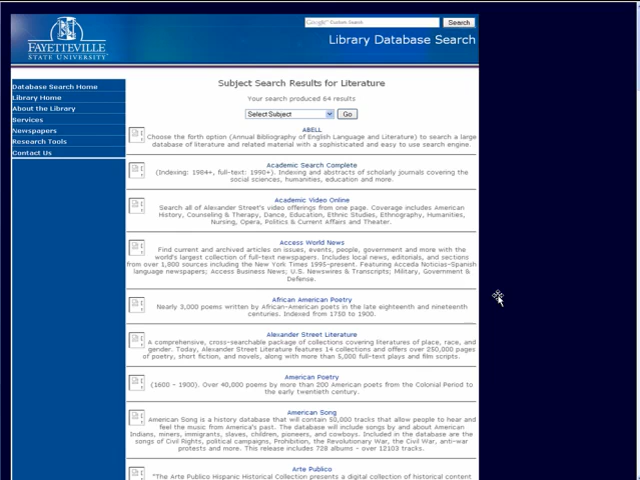 Google™ Custom Search
Search
FAYETTEVILLE
STATE UNIVERSITY
Library Database Search
Database Search Home
Library Home
About the Library
Services
Newspapers
Research Tools
Contact Us
Subject Search Results for Literature
Your search produced 64 results
Select Subject
Go
ABELL
Choose the forth option (Annual Bibliography of English Language and Literature) to search a large
database of literature and related material with a sophisticated and easy to use search engine.
Academic Search Complete
(Indexing: 1984+, full-text: 1990+). Indexing and abstracts of scholarly journals covering the
social sciences, humanities, education and more.
Academic Video Online
Search all of Alexander Street's video offerings from one page. Coverage includes American
History, Counseling & Therapy, Dance, Education, Ethnic Studies, Ethnography, Humanities,
Nursing, Opera, Politics & Current Affairs and Theater.
Access World News
Find current and archived articles on issues, events, people, government and more with the
world's largest collection of full-text newspapers. Includes local news, editorials, and sections
from over 1,800 sources including the New York Times 1995-present. Featuring Acceda Noticias-Spanish
language newspapers; Access Business News; U.S. Newswires & Transcripts; Military, Government &
Defense.
African American Poetry
Nearly 3,000 poems written by African-American poets in the late eighteenth and nineteenth
centuries. Indexed from 1750 to 1900.
Alexander Street Literature
A comprehensive, cross-searchable package of collections covering literatures of place, race, and
gender. Today, Alexander Street Literature features 14 collections and offers over 250,000 pages
of poetry, short fiction, and novels, along with more than 5,000 full-text plays and film scripts.
American Poetry
(1600 - 1900). Over 40,000 poems by more than 200 American poets from the Colonial Period to
the early twentieth century.
American Song
American Song is a history database that will contain 50,000 tracks that allow people to hear and
feel the music from America's past. The database will include songs by and about American
Indians, miners, immigrants, slaves, children, pioneers, and cowboys. Included in the database are the
songs of Civil Rights, political campaigns, Prohibition, the Revolutionary War, the Civil War, anti-war
protests and more. This release includes 728 albums - over 12103 tracks.
Arte Publico
"The Arte Publico Hispanic Historical Collection presents a digital collection of historical content